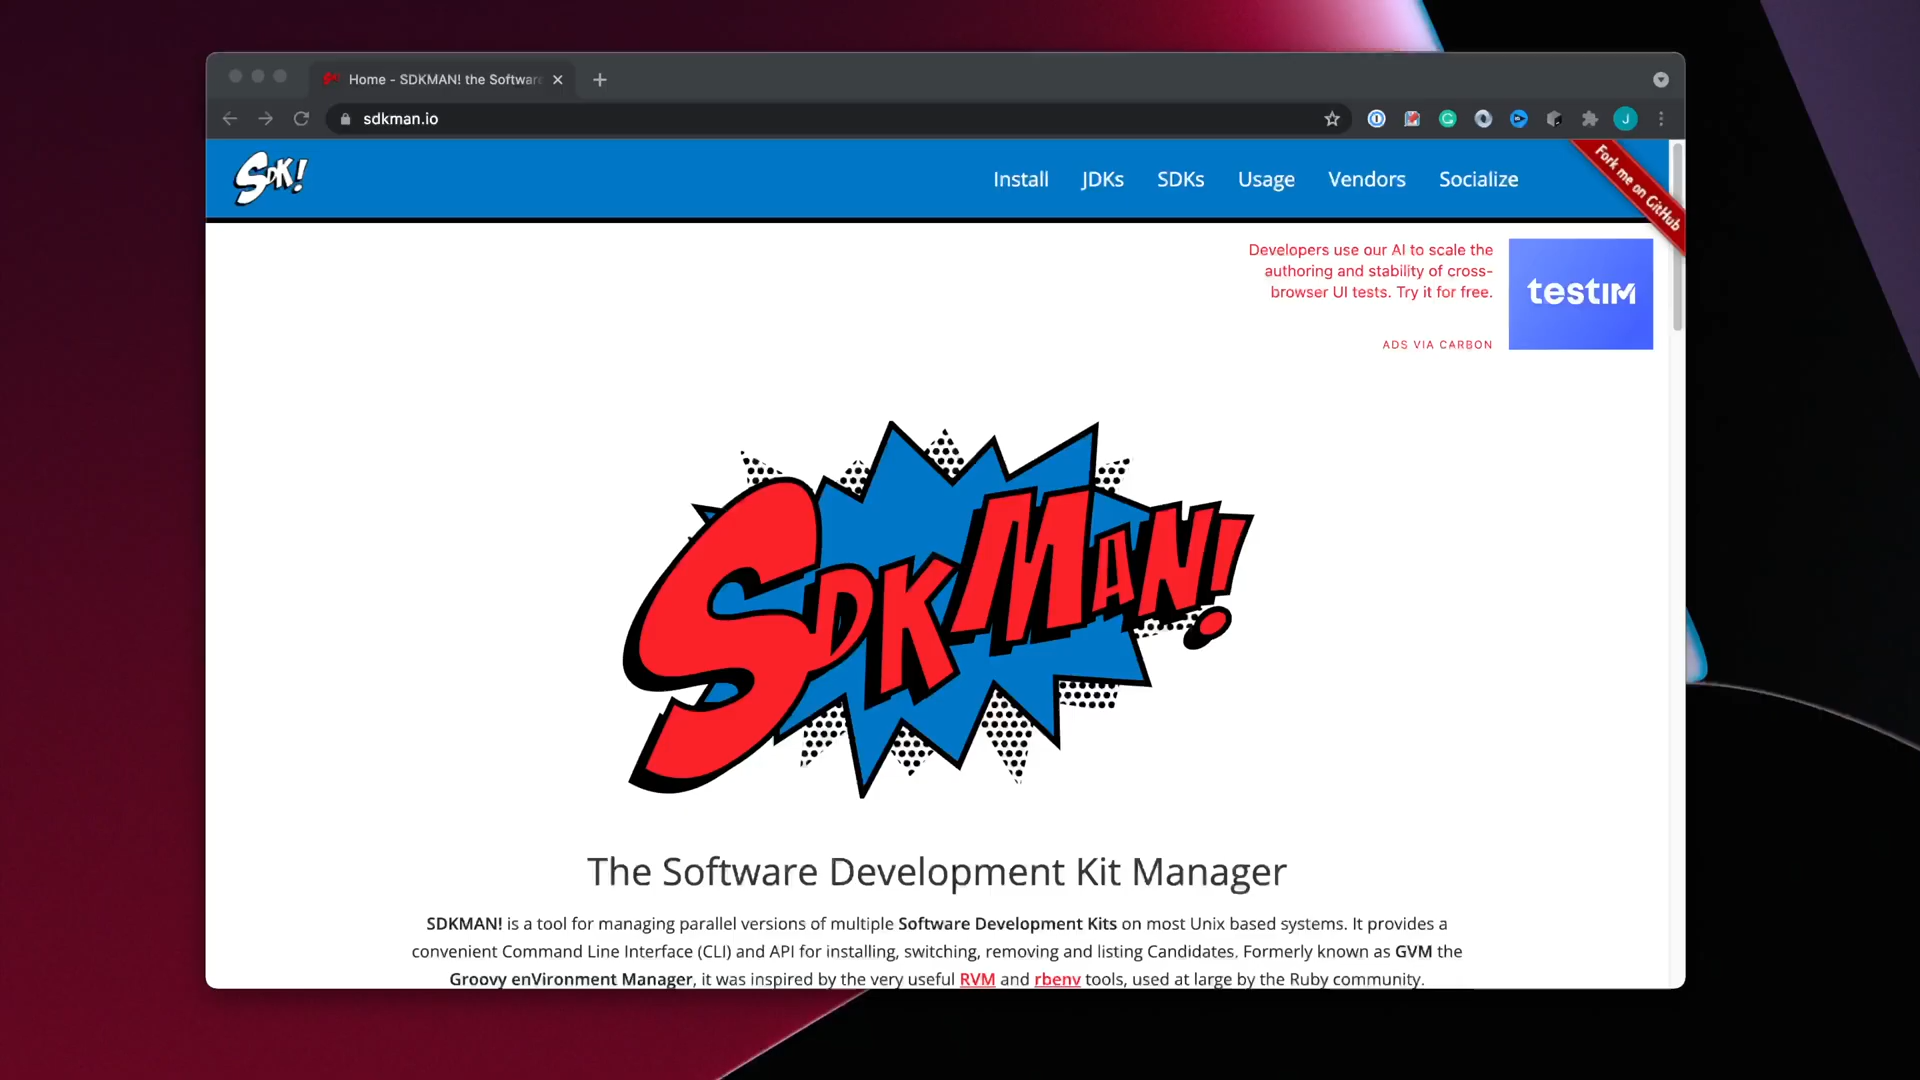 Home - SDKMAN! the Softwar
sdkman.io
J
SDK!
Install JDKs SDKs Usage Vendors Socialize
Fork me on GitHub
Developers use our AI to scale the
authoring and stability of cross-
browser UI tests. Try it for free.
ADS VIA CARBON
testim
SDKMAN!
The Software Development Kit Manager
SDKMAN! is a tool for managing parallel versions of multiple Software Development Kits on most Unix based systems. It provides a
convenient Command Line Interface (CLI) and API for installing, switching, removing and listing Candidates. Formerly known as GVM the
Groovy enVironment Manager, it was inspired by the very useful RVM and rbenv tools, used at large by the Ruby community.